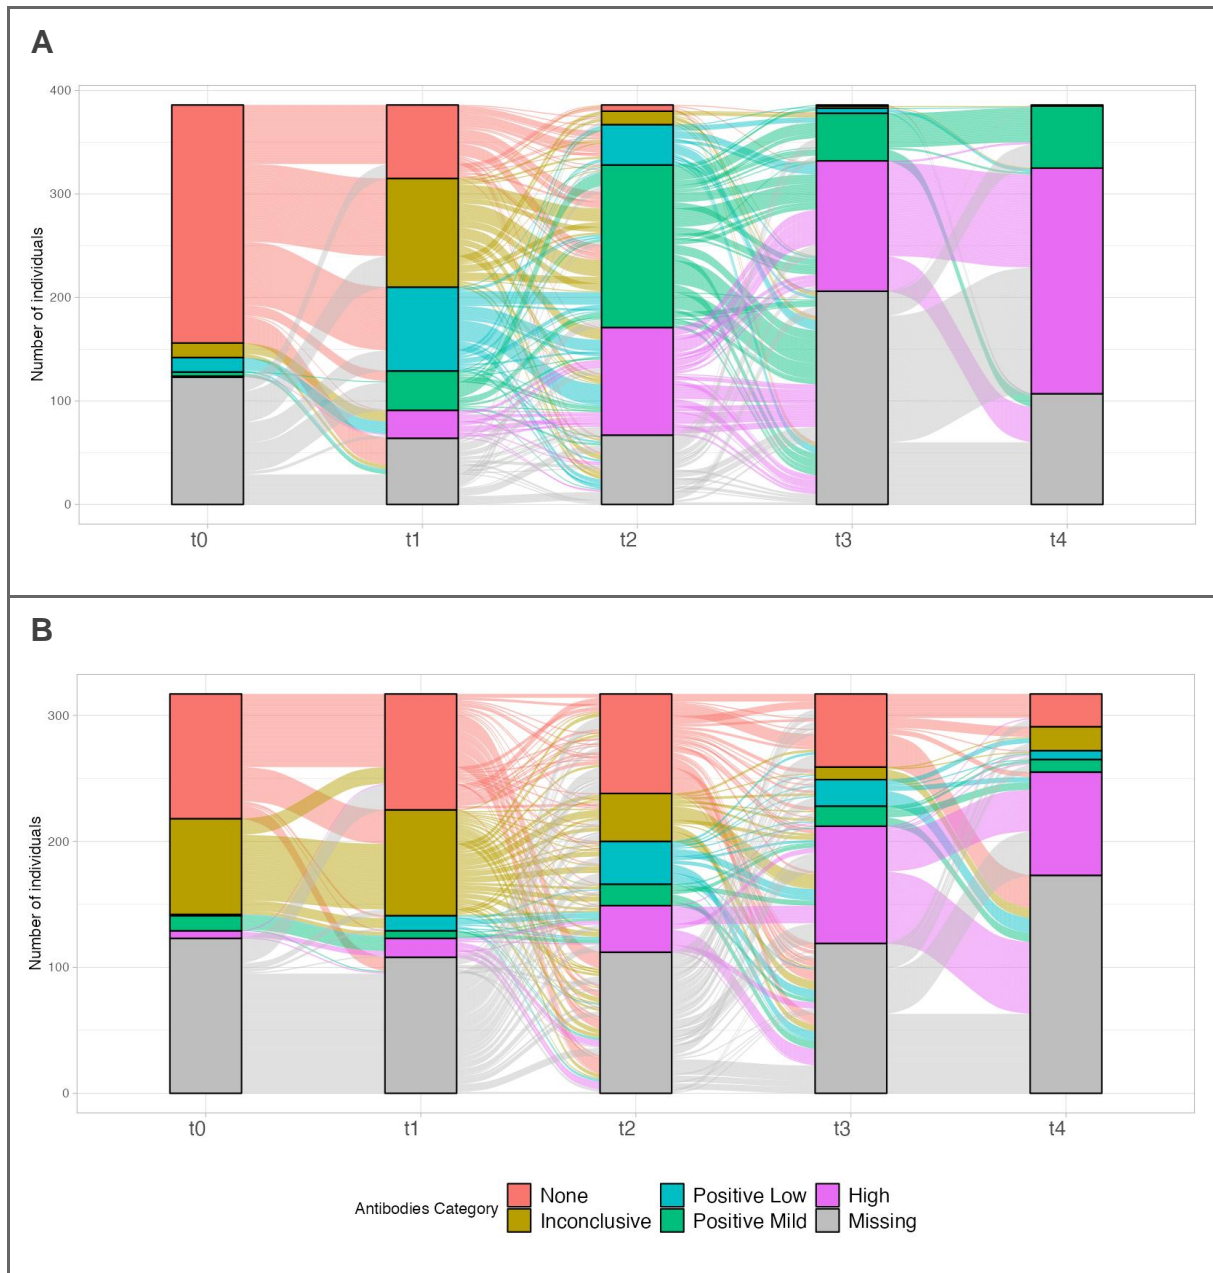 A
400
300
200
100
0
Number of individuals
t0 t1 t2 t3 t4
B
300
200
100
0
Number of individuals
t0 t1 t2 t3 t4
Antibodies Category
None Positive Low High
Inconclusive Positive Mild Missing